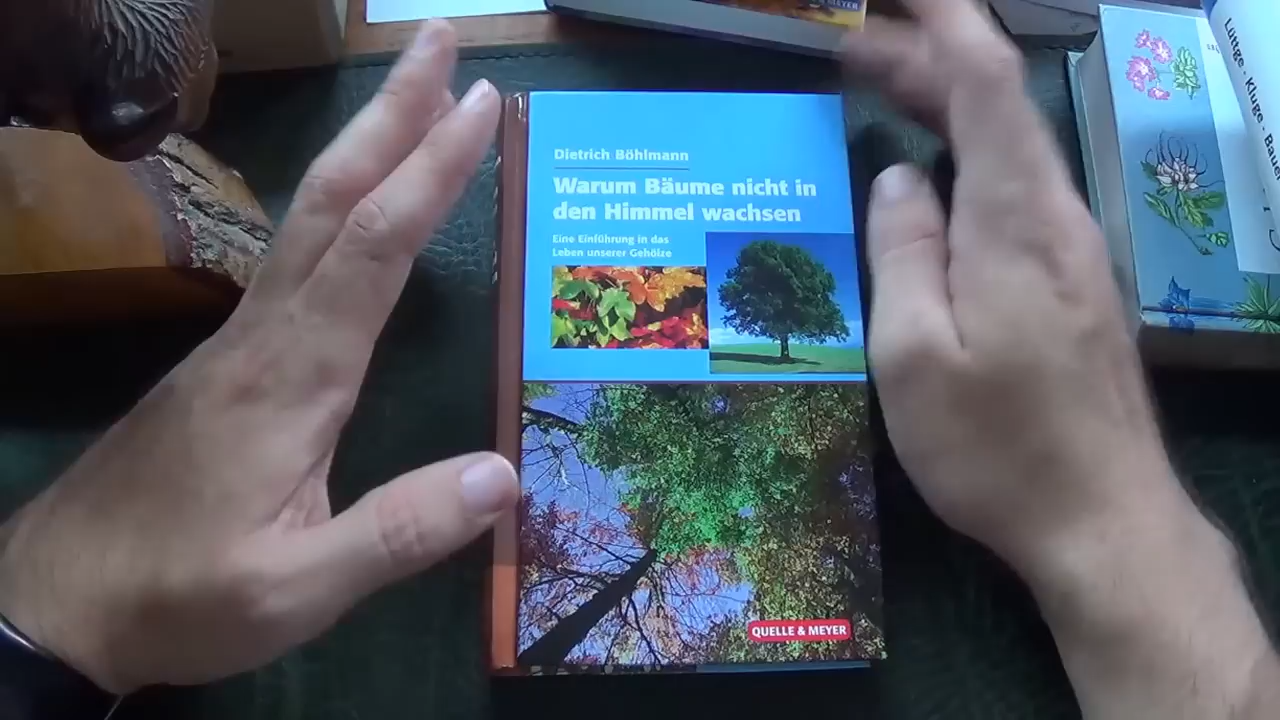 Dietrich Böhlmann
Warum Bäume nicht in
den Himmel wachsen
Eine Einführung in das
Leben unserer Gehölze
QUELLE & MEYER
MEYER
Lüttge · Kluge · Bauer